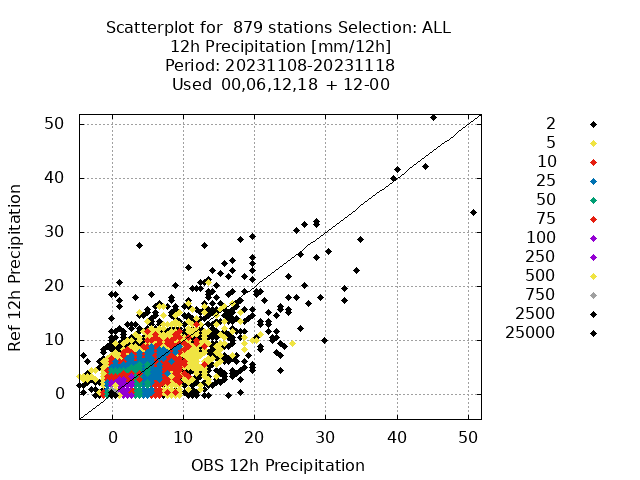 Scatterplot for  879 stations Selection: ALL
12h Precipitation [mm/12h]
Period: 20231108-20231118
Used  00,06,12,18 + 12-00
50
40
30
20
10
0
Ref 12h Precipitation
0 10 20 30 40 50
OBS 12h Precipitation
2
5
10
25
50
75
100
250
500
750
2500
25000